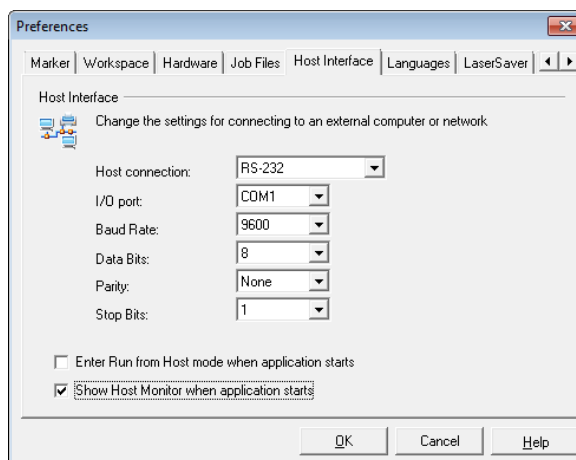 Preferences
Marker Workspace Hardware Job Files Host Interface Languages LaserSaver
Host Interface
Change the settings for connecting to an external computer or network
Host connection: RS-232
I/O port: COM1
Baud Rate: 9600
Data Bits: 8
Parity: None
Stop Bits: 1
Enter Run from Host mode when application starts
Show Host Monitor when application starts
OK Cancel Help